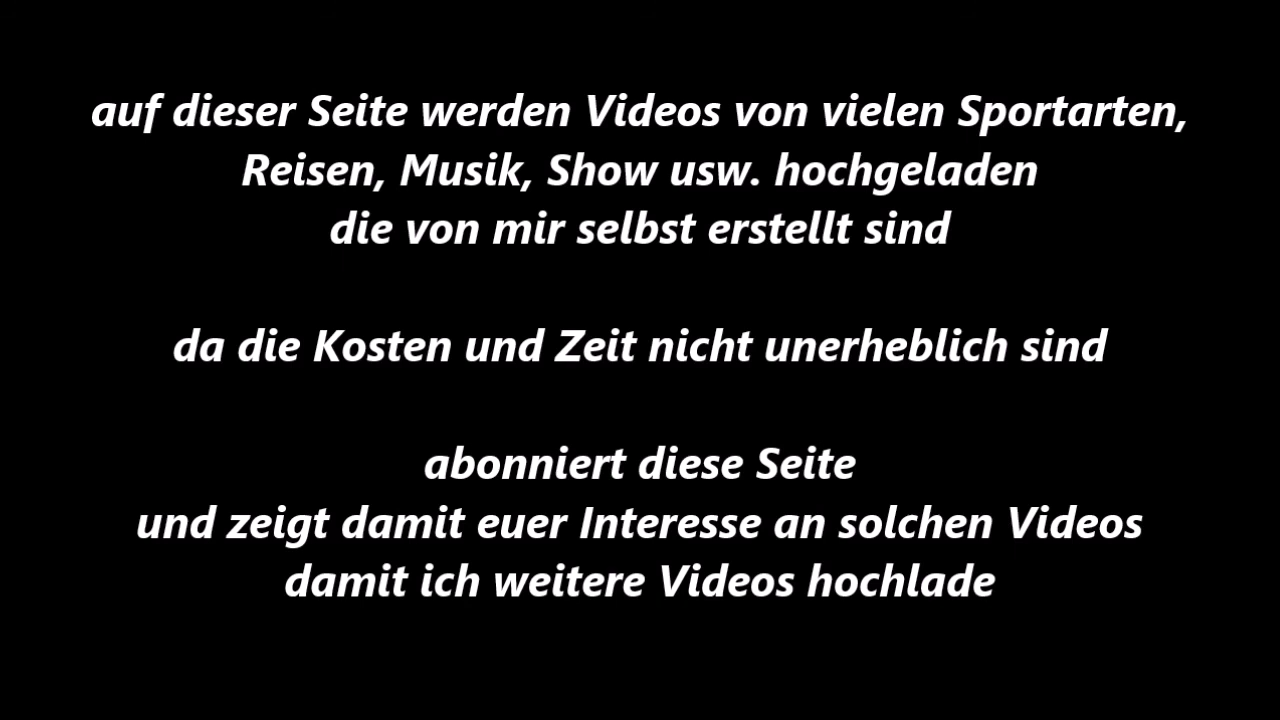 auf dieser Seite werden Videos von vielen Sportarten,
Reisen, Musik, Show usw. hochgeladen
die von mir selbst erstellt sind
da die Kosten und Zeit nicht unerheblich sind
abonniert diese Seite
und zeigt damit euer Interesse an solchen Videos
damit ich weitere Videos hochlade